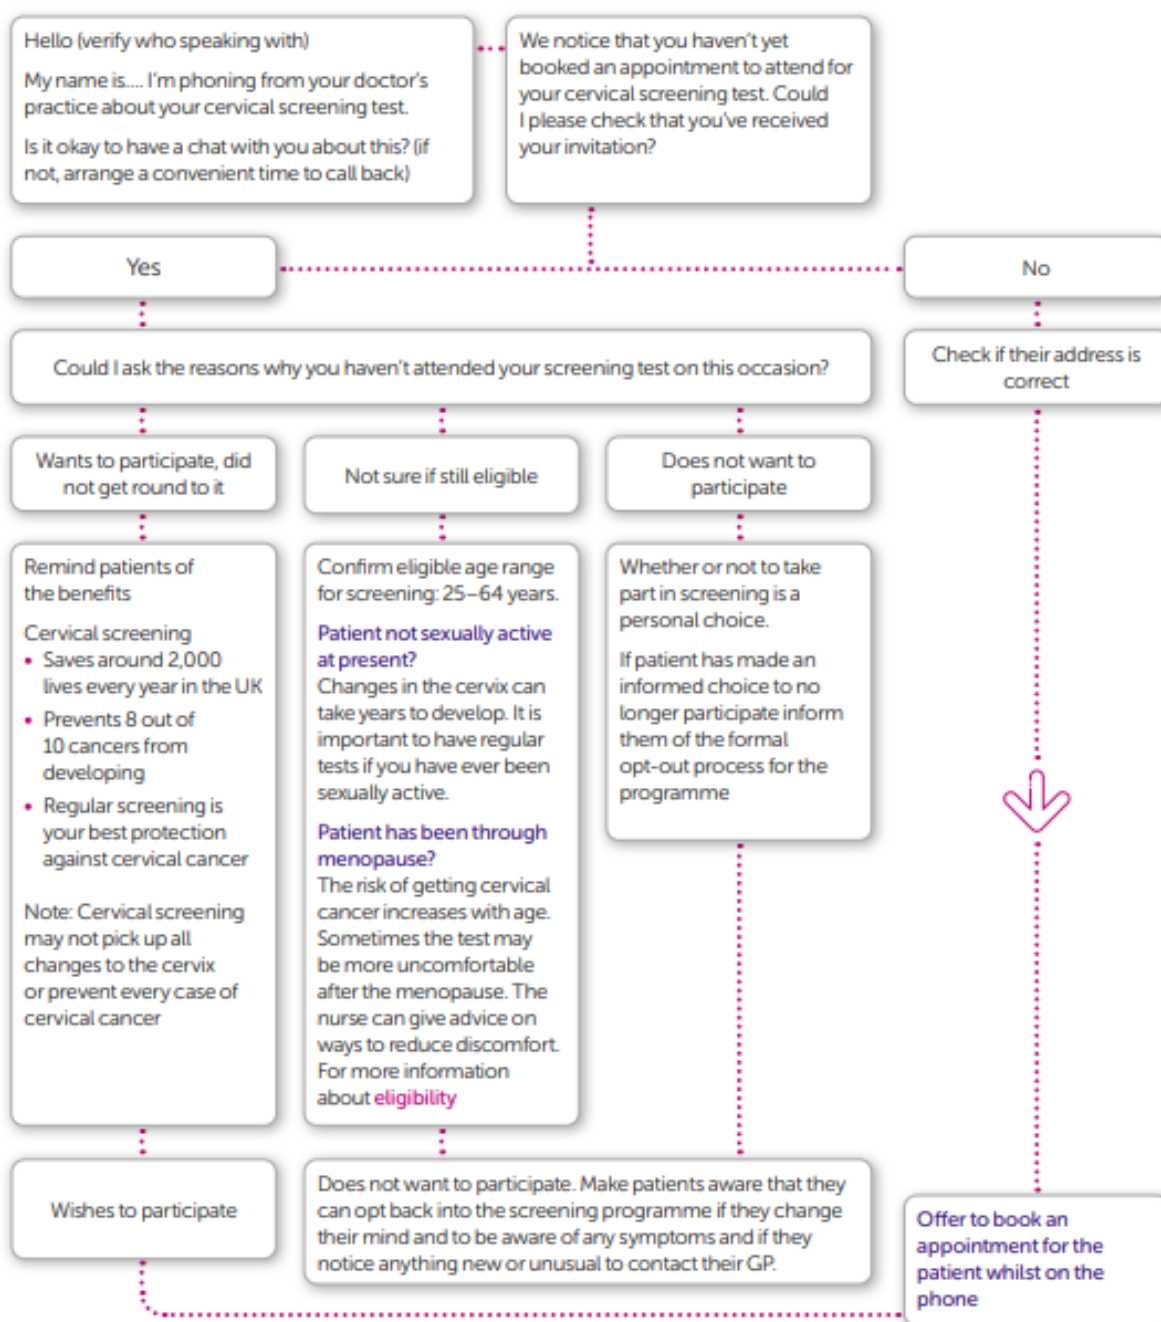 Hello (verify who speaking with)
My name is.... I'm phoning from your doctor's
practice about your cervical screening test.
Is it okay to have a chat with you about this? (if
not, arrange a convenient time to call back)
We notice that you haven't yet
booked an appointment to attend for
your cervical screening test. Could
I please check that you've received
your invitation?
Yes
No
Could I ask the reasons why you haven't attended your screening test on this occasion?
Check if their address is
correct
Wants to participate, did
not get round to it
Not sure if still eligible
Does not want to
participate
Remind patients of
the benefits
Cervical screening
• Saves around 2,000
lives every year in the UK
• Prevents 8 out of
10 cancers from
developing
• Regular screening is
your best protection
against cervical cancer
Note: Cervical screening
may not pick up all
changes to the cervix
or prevent every case of
cervical cancer
Confirm eligible age range
for screening: 25–64 years.
Patient not sexually active
at present?
Changes in the cervix can
take years to develop. It is
important to have regular
tests if you have ever been
sexually active.
Patient has been through
menopause?
The risk of getting cervical
cancer increases with age.
Sometimes the test may
be more uncomfortable
after the menopause. The
nurse can give advice on
ways to reduce discomfort.
For more information
about eligibility
Whether or not to take
part in screening is a
personal choice.
If patient has made an
informed choice to no
longer participate inform
them of the formal
opt-out process for the
programme
Wishes to participate
Does not want to participate. Make patients aware that they
can opt back into the screening programme if they change
their mind and to be aware of any symptoms and if they
notice anything new or unusual to contact their GP.
Offer to book an
appointment for the
patient whilst on the
phone